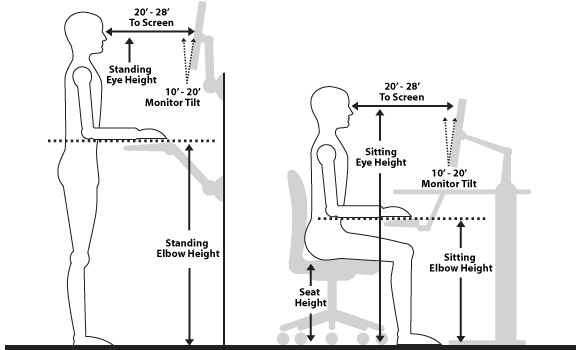 20' - 28'
To Screen
Standing
Eye Height
10' - 20'
Monitor Tilt
Standing
Elbow Height
20' - 28'
To Screen
Sitting
Eye Height
10' - 20'
Monitor Tilt
Sitting
Elbow Height
Seat
Height